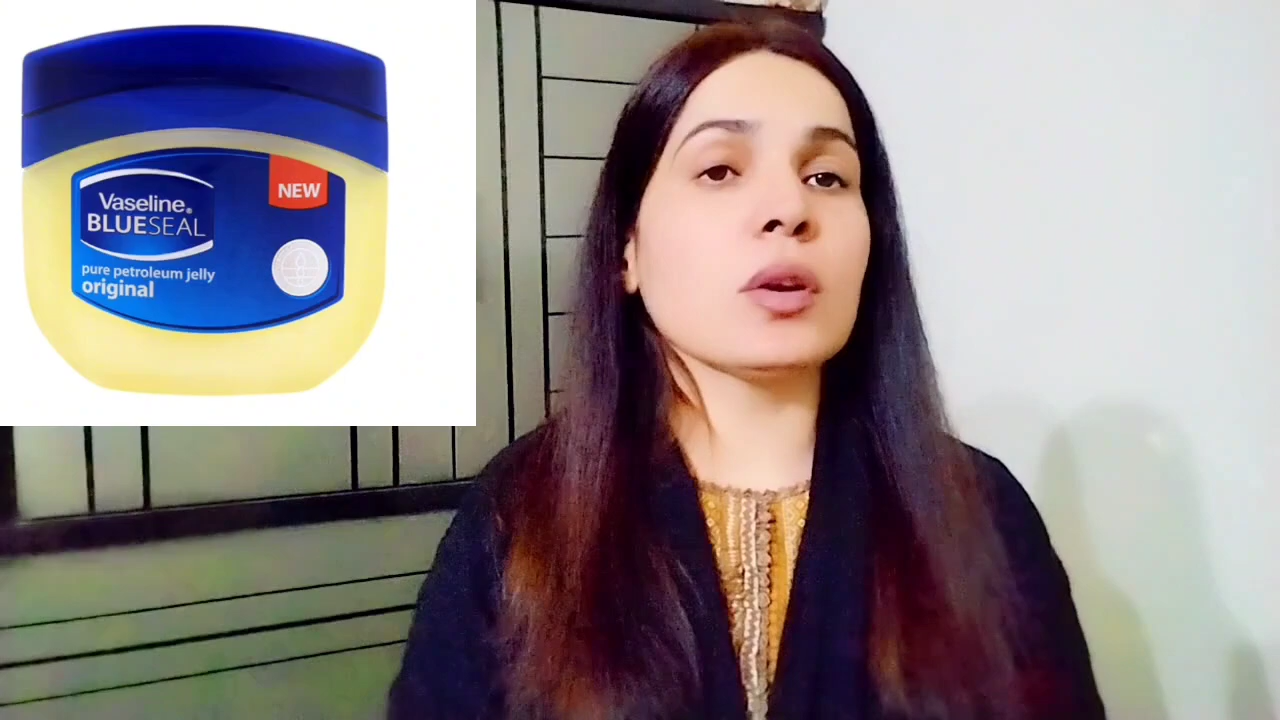 Vaseline®
BLUESEAL
NEW
pure petroleum jelly
original